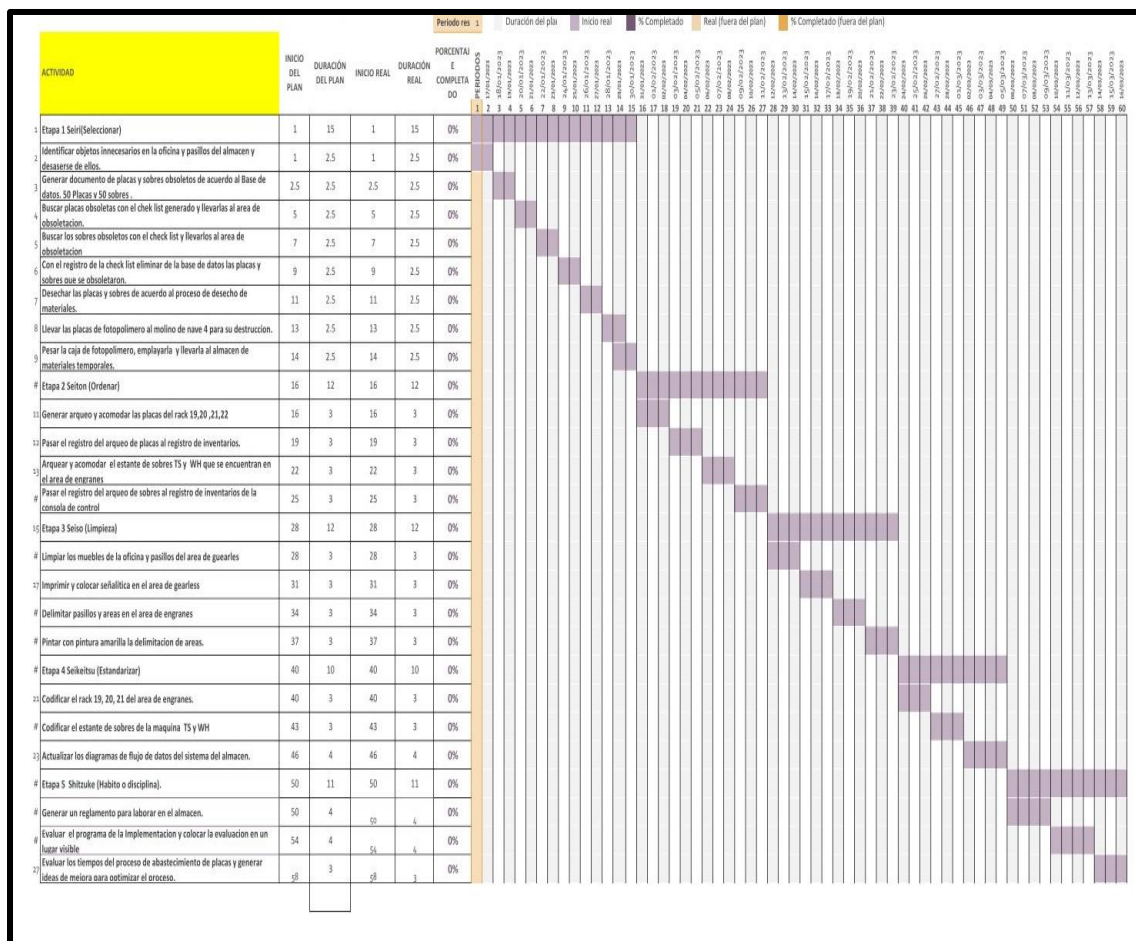 Periodo res 1 Duración del plan Inicio real % Completado Real (fuera del plan) % Completado (fuera del plan)
ACTIVIDAD INICIO DEL PLAN DURACIÓN DEL PLAN INICIO REAL DURACIÓN REAL PORCENTAJE COMPLETADO PERIODOS
1 2 3 4 5 6 7 8 9 10 11 12 13 14 15 16 17 18 19 20 21 22 23 24 25 26 27 28 29 30 31 32 33 34 35 36 37 38 39 40 41 42 43 44 45 46 47 48 49 50 51 52 53 54 55 56 57 58 59 60
1 Etapa 1 Seiri(Seleccionar) 1 15 1 15 0%
2 Identificar objetos innecesarios en la oficina y pasillos del almacen y
desaserse de ellos. 1 2.5 1 2.5 0%
3 Generar documento de placas y sobres obsoletos de acuerdo al Base de
datos. 50 Placas y 50 sobres . 2.5 2.5 2.5 2.5 0%
4 Buscar placas obsoletas con el chek list generado y llevarlas al area de
obsoletacion. 5 2.5 5 2.5 0%
5 Buscar los sobres obsoletos con el check list y llevarlos al area de
obsoletacion 7 2.5 7 2.5 0%
6 Con el registro de la check list eliminar de la base de datos las placas y
sobres que se obsoletaron. 9 2.5 9 2.5 0%
7 Desechar las placas y sobres de acuerdo al proceso de desecho de
materiales. 11 2.5 11 2.5 0%
8 Llevar las placas de fotopolimero al molino de nave 4 para su destruccion. 13 2.5 13 2.5 0%
9 Pesar la caja de fotopolimero, emplayarla y llevarla al almacen de
materiales temporales. 14 2.5 14 2.5 0%
# Etapa 2 Seiton (Ordenar) 16 12 16 12 0%
11 Generar arqueo y acomodar las placas del rack 19,20 ,21,22 16 3 16 3 0%
12 Pasar el registro del arqueo de placas al registro de inventarios. 19 3 19 3 0%
13 Arquear y acomodar el estante de sobres TS y WH que se encuentran en
el area de engranes 22 3 22 3 0%
# Pasar el registro del arqueo de sobres al registro de inventarios de la
consola de control 25 3 25 3 0%
15 Etapa 3 Seiso (Limpieza) 28 12 28 12 0%
# Limpiar los muebles de la oficina y pasillos del area de guearles 28 3 28 3 0%
17 Imprimir y colocar señalitica en el area de gearless 31 3 31 3 0%
# Delimitar pasillos y areas en el area de engranes 34 3 34 3 0%
# Pintar con pintura amarilla la delimitacion de areas. 37 3 37 3 0%
# Etapa 4 Seikeitsu (Estandarizar) 40 10 40 10 0%
21 Codificar el rack 19, 20, 21 del area de engranes. 40 3 40 3 0%
# Codificar el estante de sobres de la maquina TS y WH 43 3 43 3 0%
23 Actualizar los diagramas de flujo de datos del sistema del almacen. 46 4 46 4 0%
# Etapa 5 Shitzuke (Habito o disciplina). 50 11 50 11 0%
# Generar un reglamento para laborar en el almacen. 50 4 50 4 0%
# Evaluar el programa de la Implementacion y colocar la evaluacion en un
lugar visible 54 4 54 4 0%
27 Evaluar los tiempos del proceso de abastecimiento de placas y generar
ideas de mejora para optimizar el proceso. 58 3 58 3 0%